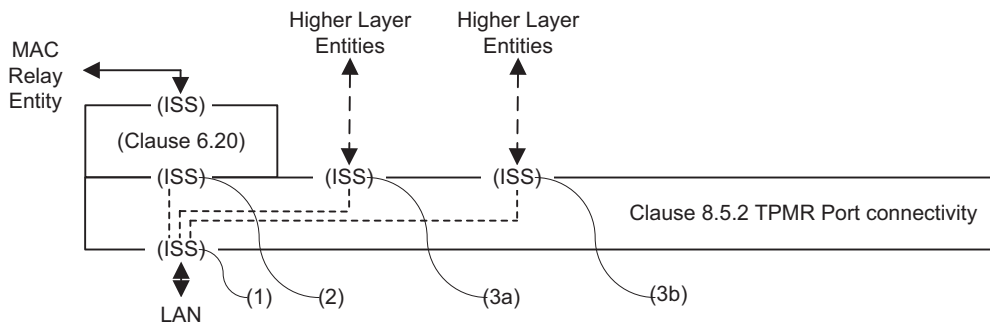 Higher Layer
Entities
Higher Layer
Entities
MAC
Relay
Entity
(ISS)
(Clause 6.20)
(ISS)
(ISS)
(ISS)
Clause 8.5.2 TPMR Port connectivity
(ISS)
(1)
(2)
(3a)
(3b)
LAN